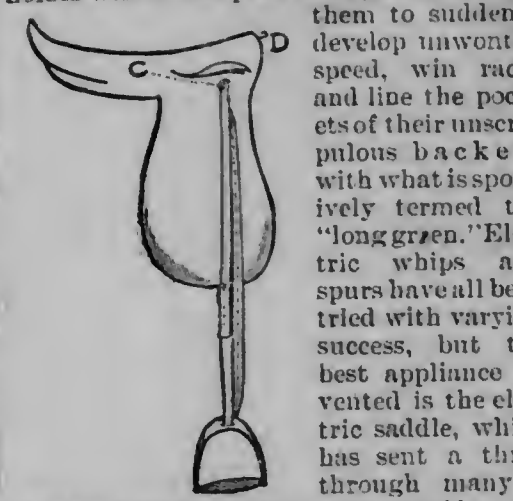 them to sudden
D develop unwont
C speed, win rac
and line the poc
ets of their unscr
pulous backe
with what is spo
ively termed t
"long green." El
tric whips a
spurs have all be
tried with varyi
success, but t
best appliance
vented is the el
tric saddle, whi
has sent a thr
through many